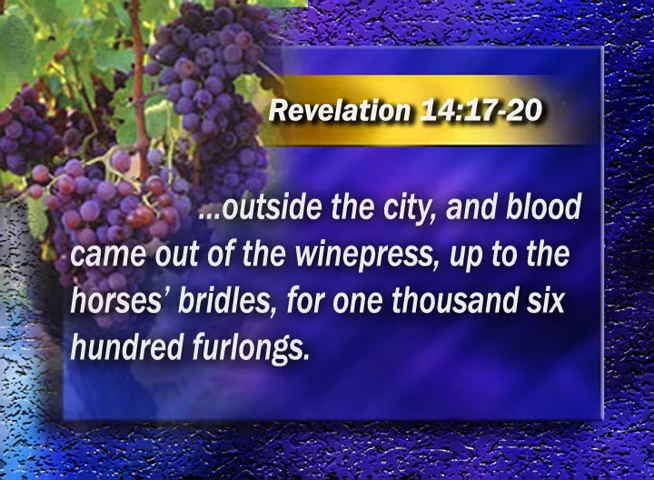 Revelation 14:17-20
...outside the city, and blood
came out of the winepress, up to the
horses’ bridles, for one thousand six
hundred furlongs.